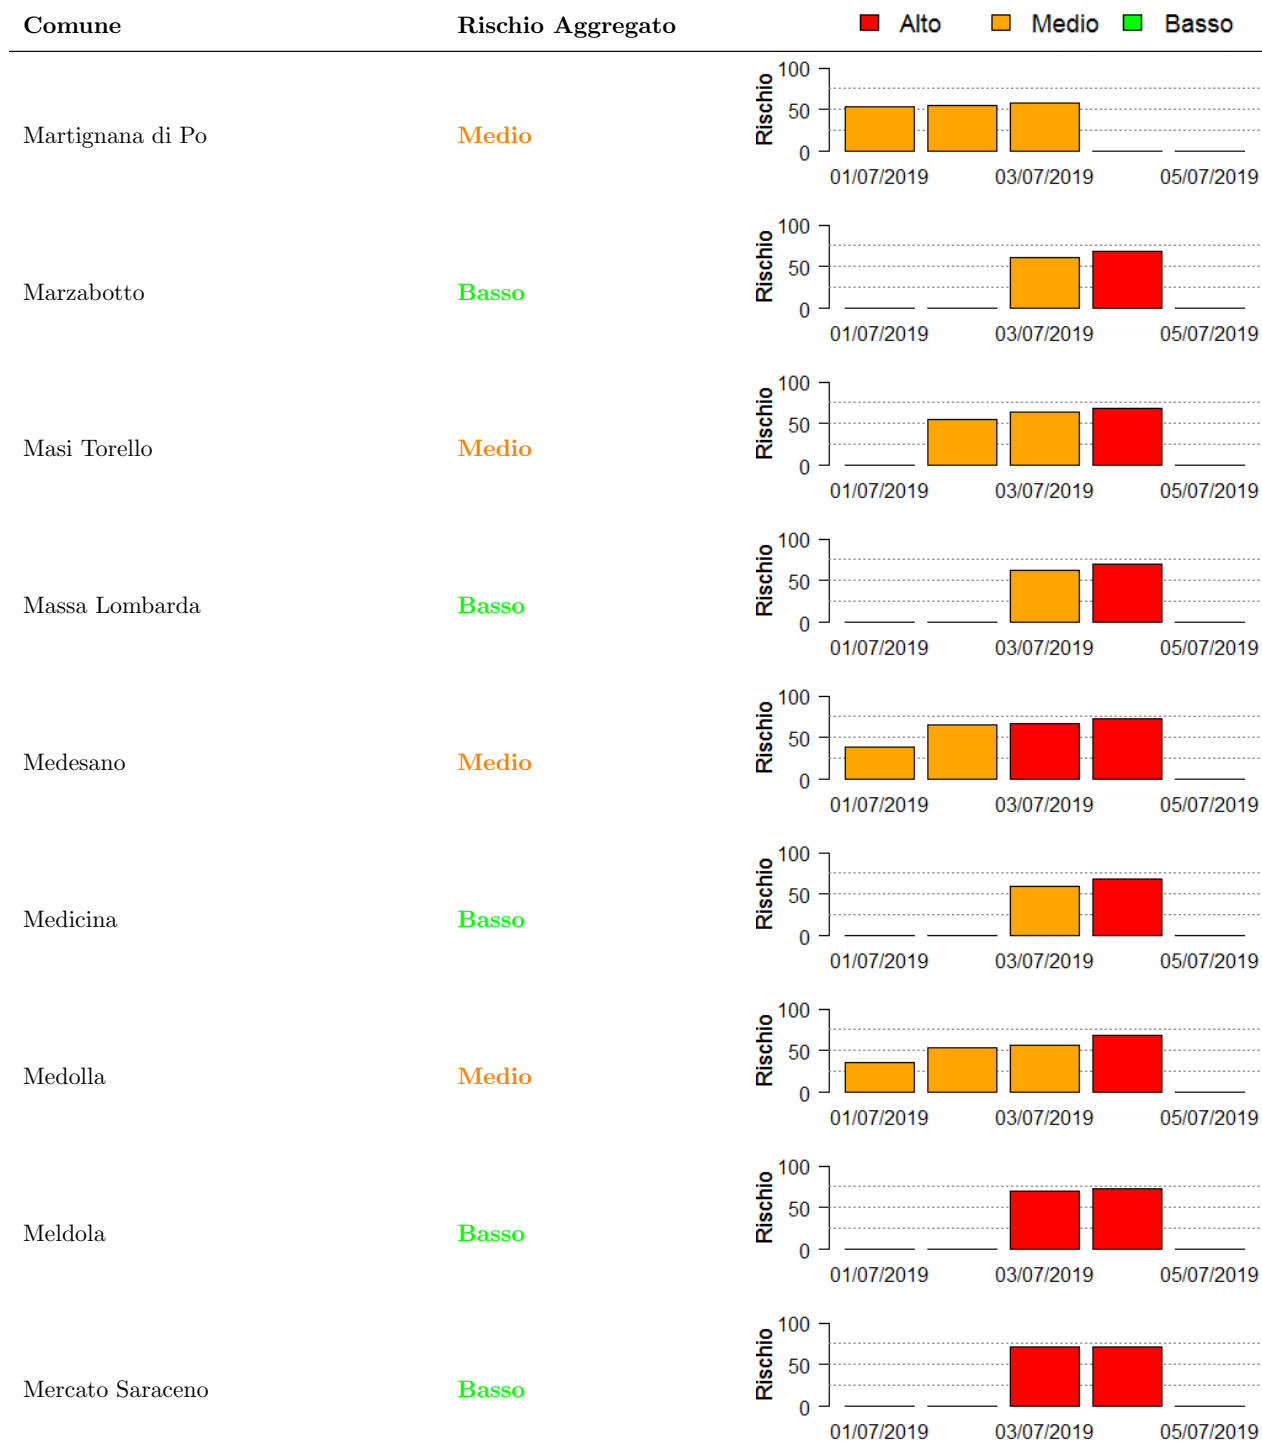 Comune Rischio Aggregato Alto Medio Basso
100
50
0
Rischio
Martignana di Po Medio
01/07/2019 03/07/2019 05/07/2019
100
50
0
Rischio
Marzabotto Basso
01/07/2019 03/07/2019 05/07/2019
100
50
0
Rischio
Masi Torello Medio
01/07/2019 03/07/2019 05/07/2019
100
50
0
Rischio
Massa Lombarda Basso
01/07/2019 03/07/2019 05/07/2019
100
50
0
Rischio
Medesano Medio
01/07/2019 03/07/2019 05/07/2019
100
50
0
Rischio
Medicina Basso
01/07/2019 03/07/2019 05/07/2019
100
50
0
Rischio
Medolla Medio
01/07/2019 03/07/2019 05/07/2019
100
50
0
Rischio
Meldola Basso
01/07/2019 03/07/2019 05/07/2019
100
50
0
Rischio
Mercato Saraceno Basso
01/07/2019 03/07/2019 05/07/2019